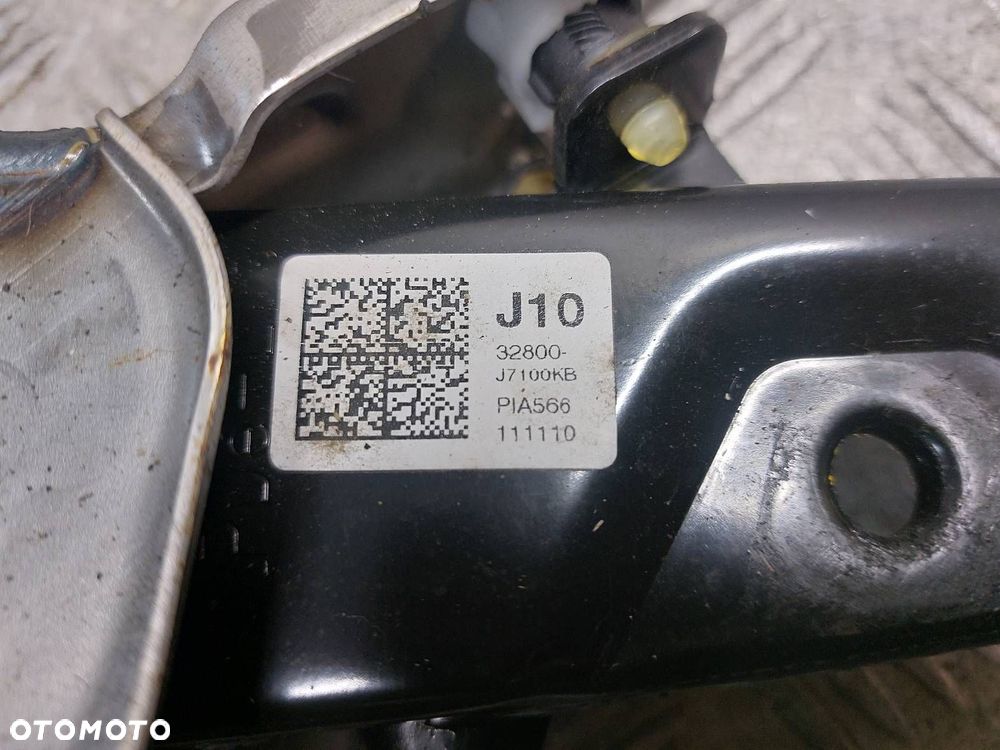 J10
32800-
J7100KB
PIA566
111110
OTOMOTO